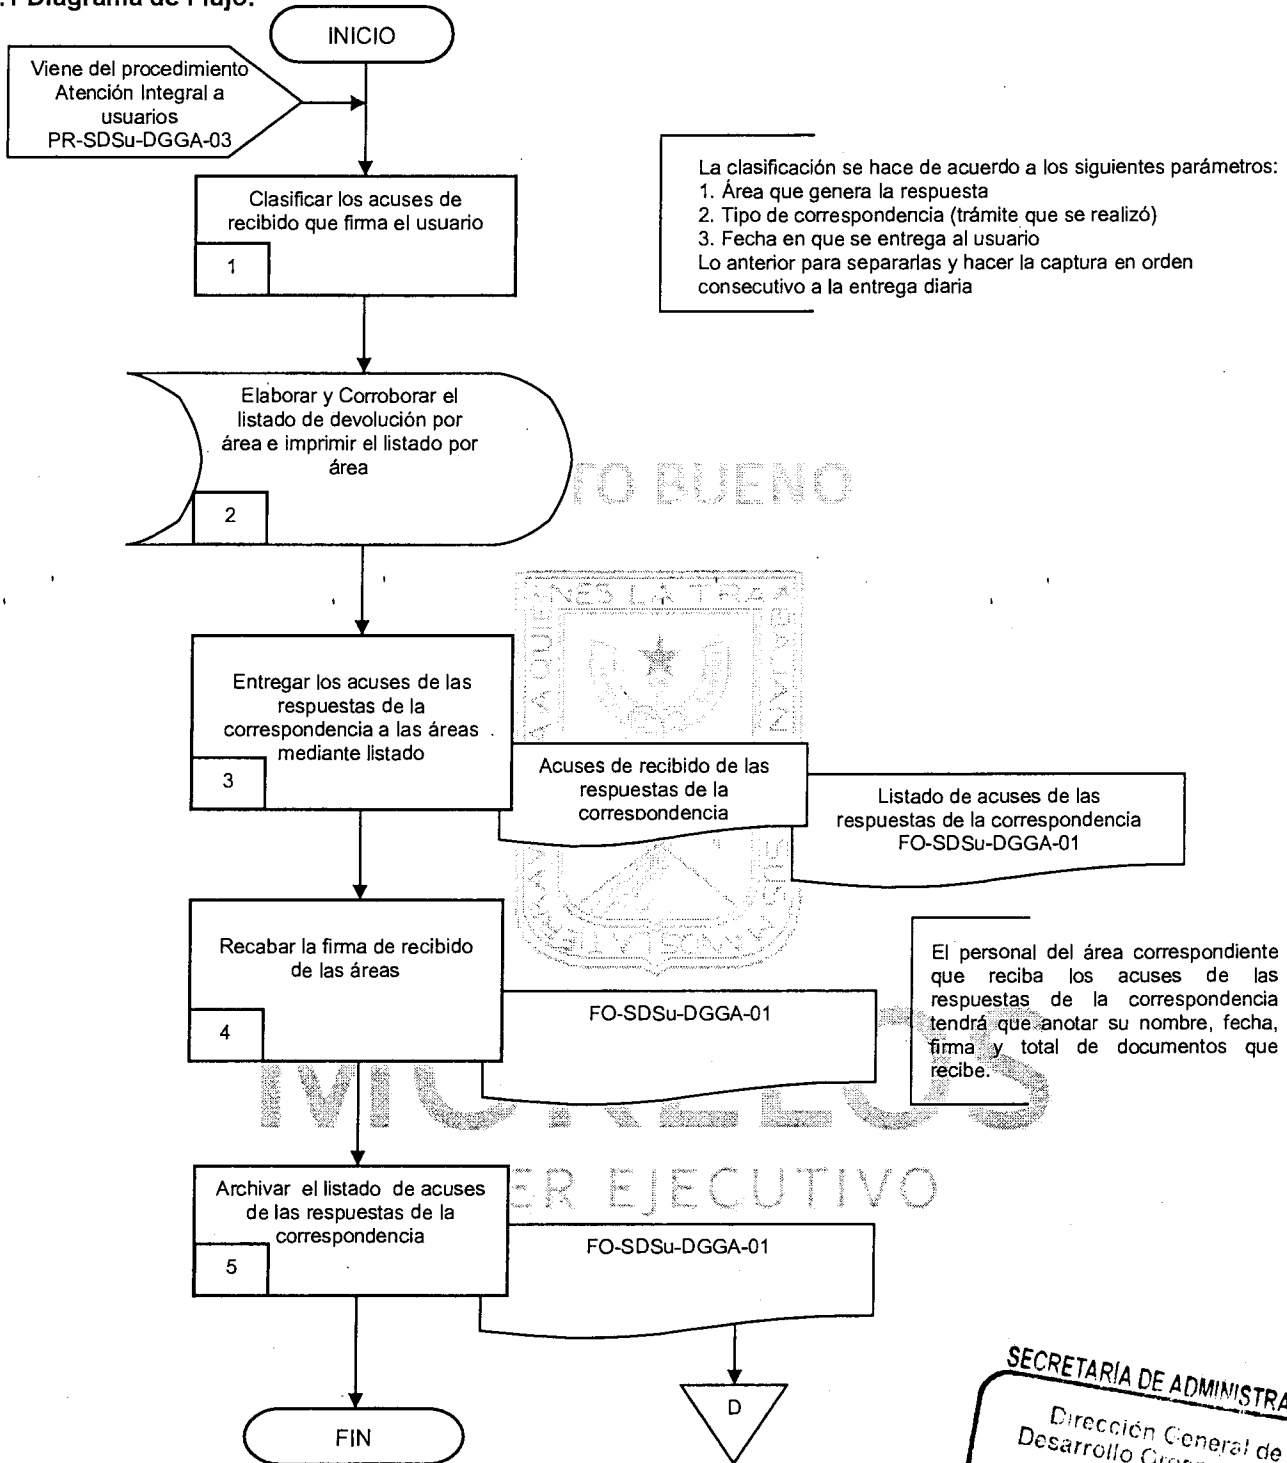 .1 Diagrama de Flujo:
INICIO
Viene del procedimiento
Atención Integral a
usuarios
PR-SDSu-DGGA-03
Clasificar los acuses de
recibido que firma el usuario
1
La clasificación se hace de acuerdo a los siguientes parámetros:
1. Área que genera la respuesta
2. Tipo de correspondencia (trámite que se realizó)
3. Fecha en que se entrega al usuario
Lo anterior para separarlas y hacer la captura en orden
consecutivo a la entrega diaria
Elaborar y Corroborar el
listado de devolución por
área e imprimir el listado por
área
2
TO BUENO
Entregar los acuses de las
respuestas de la
correspondencia a las áreas
mediante listado
3
Acuses de recibido de las
respuestas de la
correspondencia
Listado de acuses de las
respuestas de la correspondencia
FO-SDSu-DGGA-01
Recabar la firma de recibido
de las áreas
4
FO-SDSu-DGGA-01
El personal del área correspondiente
que reciba los acuses de las
respuestas de la correspondencia
tendrá que anotar su nombre, fecha,
firma y total de documentos que
recibe.
MORELOS
ER EJECUTIVO
Archivar el listado de acuses
de las respuestas de la
correspondencia
5
FO-SDSu-DGGA-01
D
FIN
SECRETARÍA DE ADMINISTRA
Dirección General de
Desarrollo